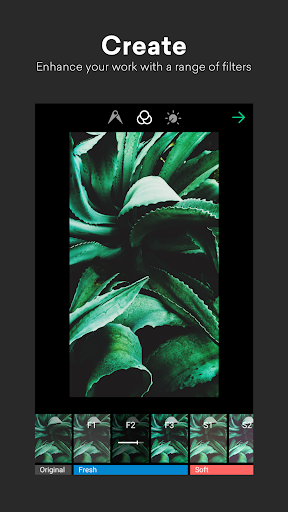 Create
Enhance your work with a range of filters
F1 F2 F3 S1 S2
Original Fresh Soft